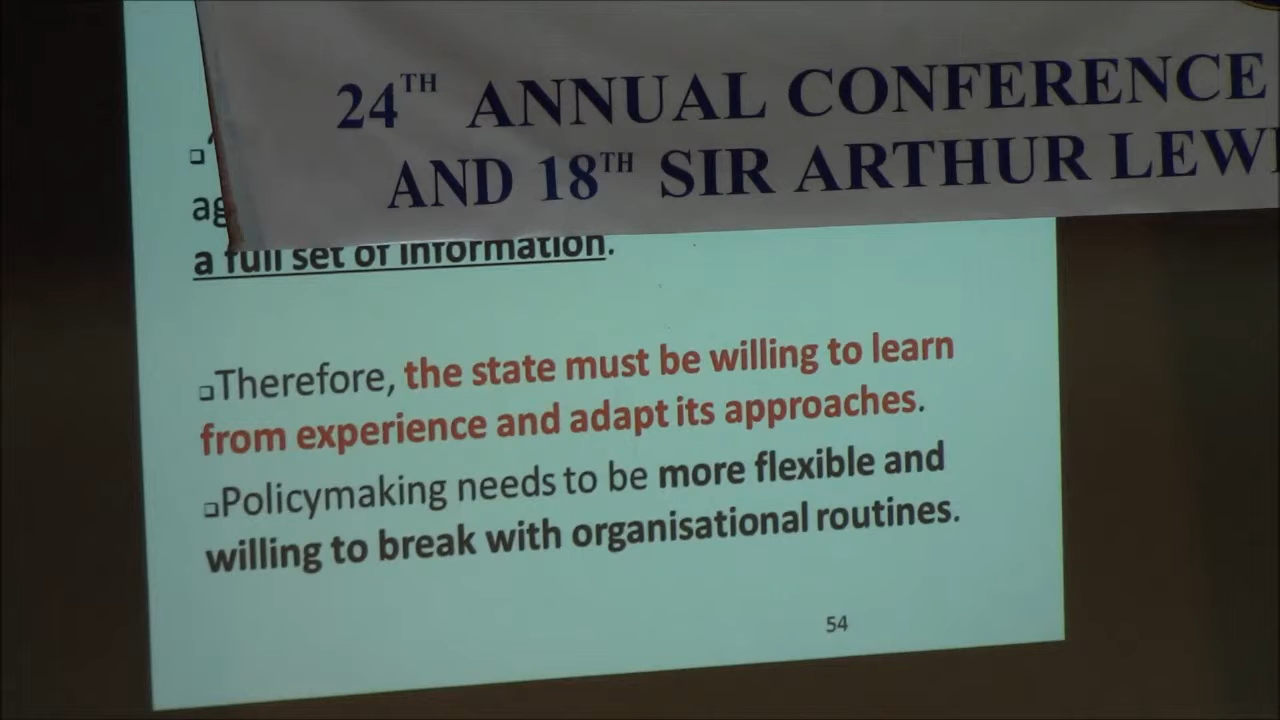 24TH ANNUAL CONFERENCE
AND 18TH SIR ARTHUR
a full set of information.
Therefore, the state must be willing to learn
from experience and adapt its approaches.
Policymaking needs to be more flexible and
willing to break with organisational routines.
54